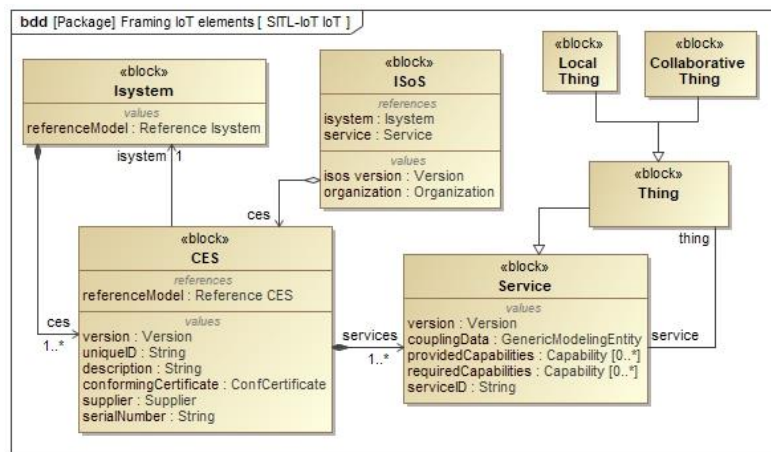 bdd [Package] Framing IoT elements [ SITL-IoT IoT ]
«block»
Isystem
values
referenceModel : Reference Isystem
«block»
ISoS
references
isystem : Isystem
service : Service
values
isos version : Version
organization : Organization
«block»
Local
Thing
«block»
Collaborative
Thing
isystem 1
ces
«block»
Thing
thing
«block»
CES
references
referenceModel : Reference CES
values
version : Version
uniqueID : String
description : String
conformingCertificate : ConfCertificate
supplier : Supplier
serialNumber : String
ces
1..*
services
1..*
«block»
Service
values
version : Version
couplingData : GenericModelingEntity
providedCapabilities : Capability [0..*]
requiredCapabilities : Capability [0..*]
serviceID : String
service